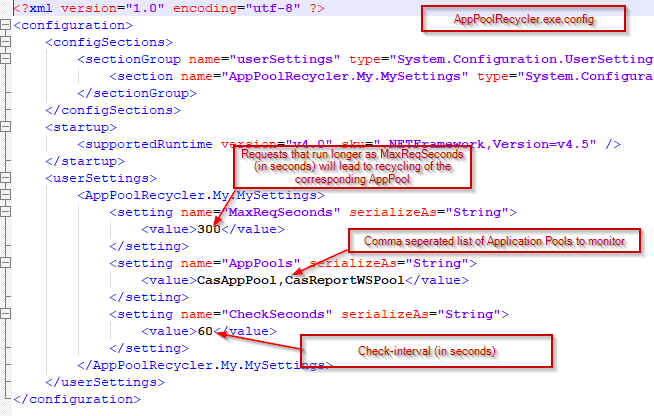 <?xml version="1.0" encoding="utf-8" ?>
AppPoolRecycler.exe.config
<configuration>
<configSections>
<sectionGroup name="userSettings" type="System.Configuration.UserSetting
<section name="AppPoolRecycler.My.MySettings" type="System.Configura
</sectionGroup>
</configSections>
<startup>
<supportedRuntime version="v4.0" sku=".NETFramework,Version=v4.5" />
Requests that run longer as MaxReqSeconds
(in seconds) will lead to recycling of the
corresponding AppPool
</startup>
<userSettings>
<AppPoolRecycler.My.MySettings>
<setting name="MaxReqSeconds" serializeAs="String">
<value>300</value>
</setting>
Comma seperated list of Application Pools to monitor
<setting name="AppPools" serializeAs="String">
<value>CasAppPool,CasReportWSPool</value>
</setting>
<setting name="CheckSeconds" serializeAs="String">
<value>60</value>
</setting>
Check-interval (in seconds)
</AppPoolRecycler.My.MySettings>
</userSettings>
</configuration>